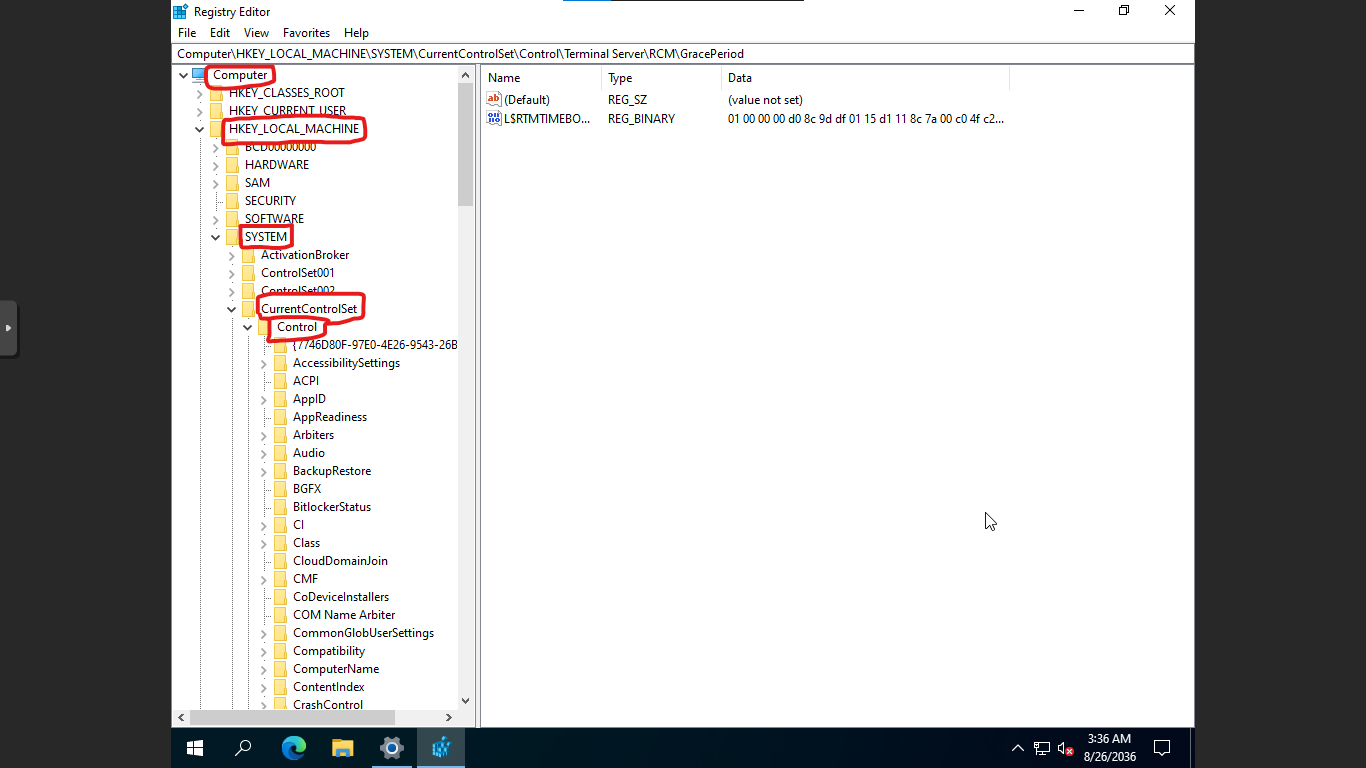 Registry Editor
File Edit View Favorites Help
Computer\HKEY_LOCAL_MACHINE\SYSTEM\CurrentControlSet\Control\Terminal Server\RCM\GracePeriod
Computer
HKEY_CLASSES_ROOT
HKEY_CURRENT_USER
HKEY_LOCAL_MACHINE
BCD00000000
HARDWARE
SAM
SECURITY
SOFTWARE
SYSTEM
ActivationBroker
ControlSet001
ControlSet002
CurrentControlSet
Control
{7746D80F-97E0-4E26-9543-26B
AccessibilitySettings
ACPI
AppID
AppReadiness
Arbiters
Audio
BackupRestore
BGFX
BitlockerStatus
CI
Class
CloudDomainJoin
CMF
CoDeviceInstallers
COM Name Arbiter
CommonGlobUserSettings
Compatibility
ComputerName
ContentIndex
CrashControl
Name Type Data
(Default) REG_SZ (value not set)
L$RTMTIMEBO... REG_BINARY 01 00 00 00 d0 8c 9d df 01 15 d1 11 8c 7a 00 c0 4f c2...
3:36 AM
8/26/2036